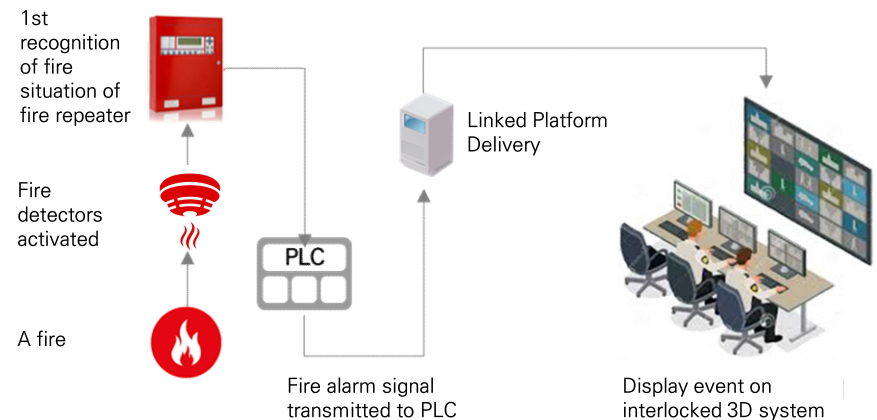 1st
recognition
of fire
situation of
fire repeater
Fire
detectors
activated
A fire
PLC
Fire alarm signal
transmitted to PLC
Linked Platform
Delivery
Display event on
interlocked 3D system